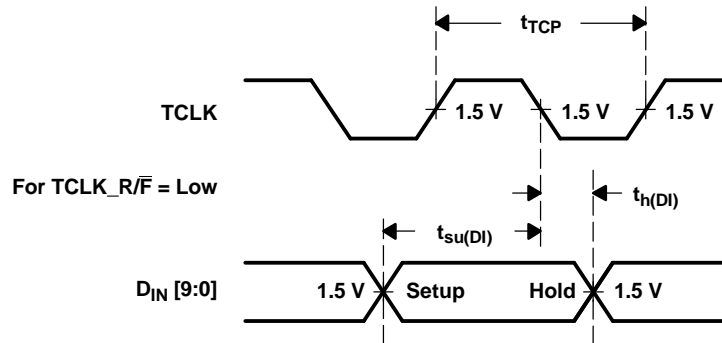 tTCP
TCLK
1.5 V 1.5 V 1.5 V
For TCLK_R/F̅ = Low
th(DI)
tsu(DI)
DIN [9:0]
1.5 V Setup Hold 1.5 V